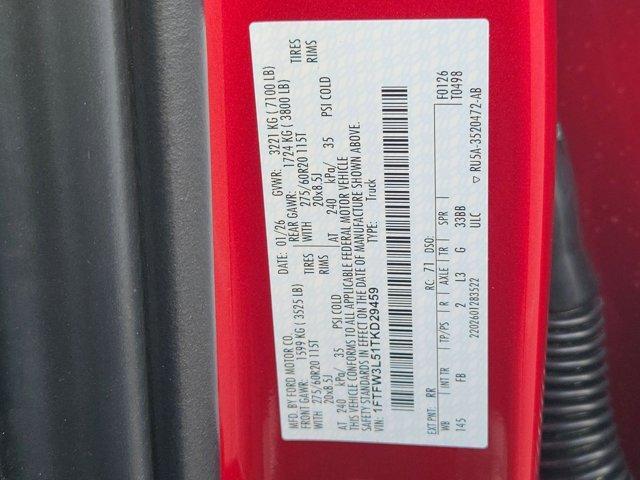 MFD. BY FORD MOTOR CO. DATE: 01/26 GVWR: 3221 KG ( 7100 LB)
FRONT GAWR: 1599 KG ( 3525 LB) REAR GAWR: 1724 KG ( 3800 LB)
WITH 275/60R20 115T TIRES WITH 275/60R20 115T TIRES
20x8.5J RIMS 20x8.5J RIMS
AT 240 kPa/ 35 PSI COLD AT 240 kPa/ 35 PSI COLD
THIS VEHICLE CONFORMS TO ALL APPLICABLE FEDERAL MOTOR VEHICLE
SAFETY STANDARDS IN EFFECT ON THE DATE OF MANUFACTURE SHOWN ABOVE.
VIN: 1FTFW3L51TKD29459 TYPE: Truck
EXT PNT: RR RC: 71 DSO: F0126
WB INT TR TP/PS R AXLE TR SPR T0498
145 FB 2 L3 G 33BB
ULC
2202601283522 ▽ RU5A-3520472-AB